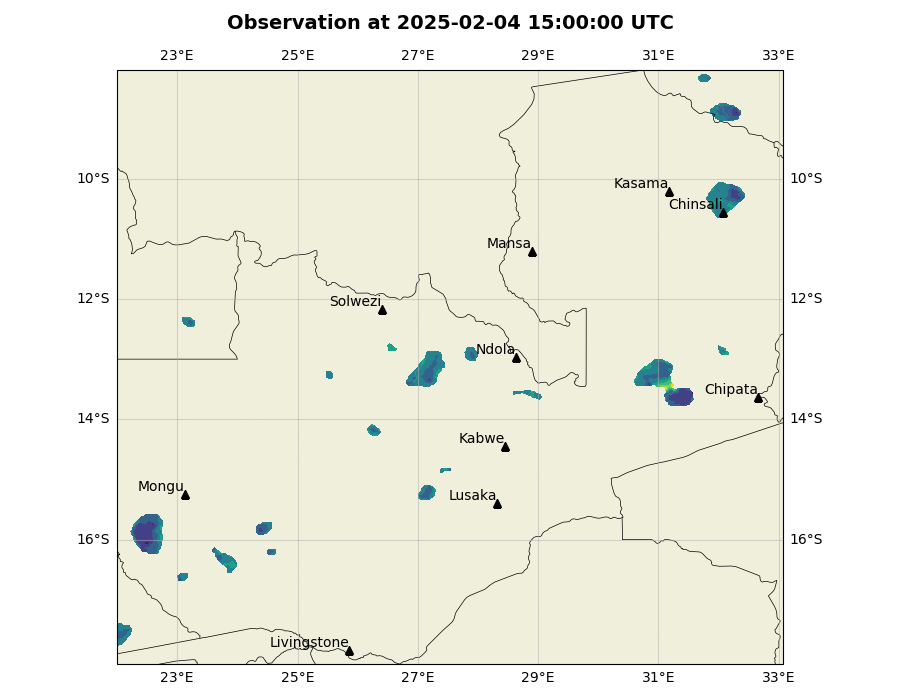 Observation at 2025-02-04 15:00:00 UTC
23°E 25°E 27°E 29°E 31°E 33°E
10°S 10°S
Kasama
Chinsali
Mansa
12°S 12°S
Solwezi
Ndola
Chipata
14°S 14°S
Kabwe
Mongu
Lusaka
16°S 16°S
Livingstone
23°E 25°E 27°E 29°E 31°E 33°E